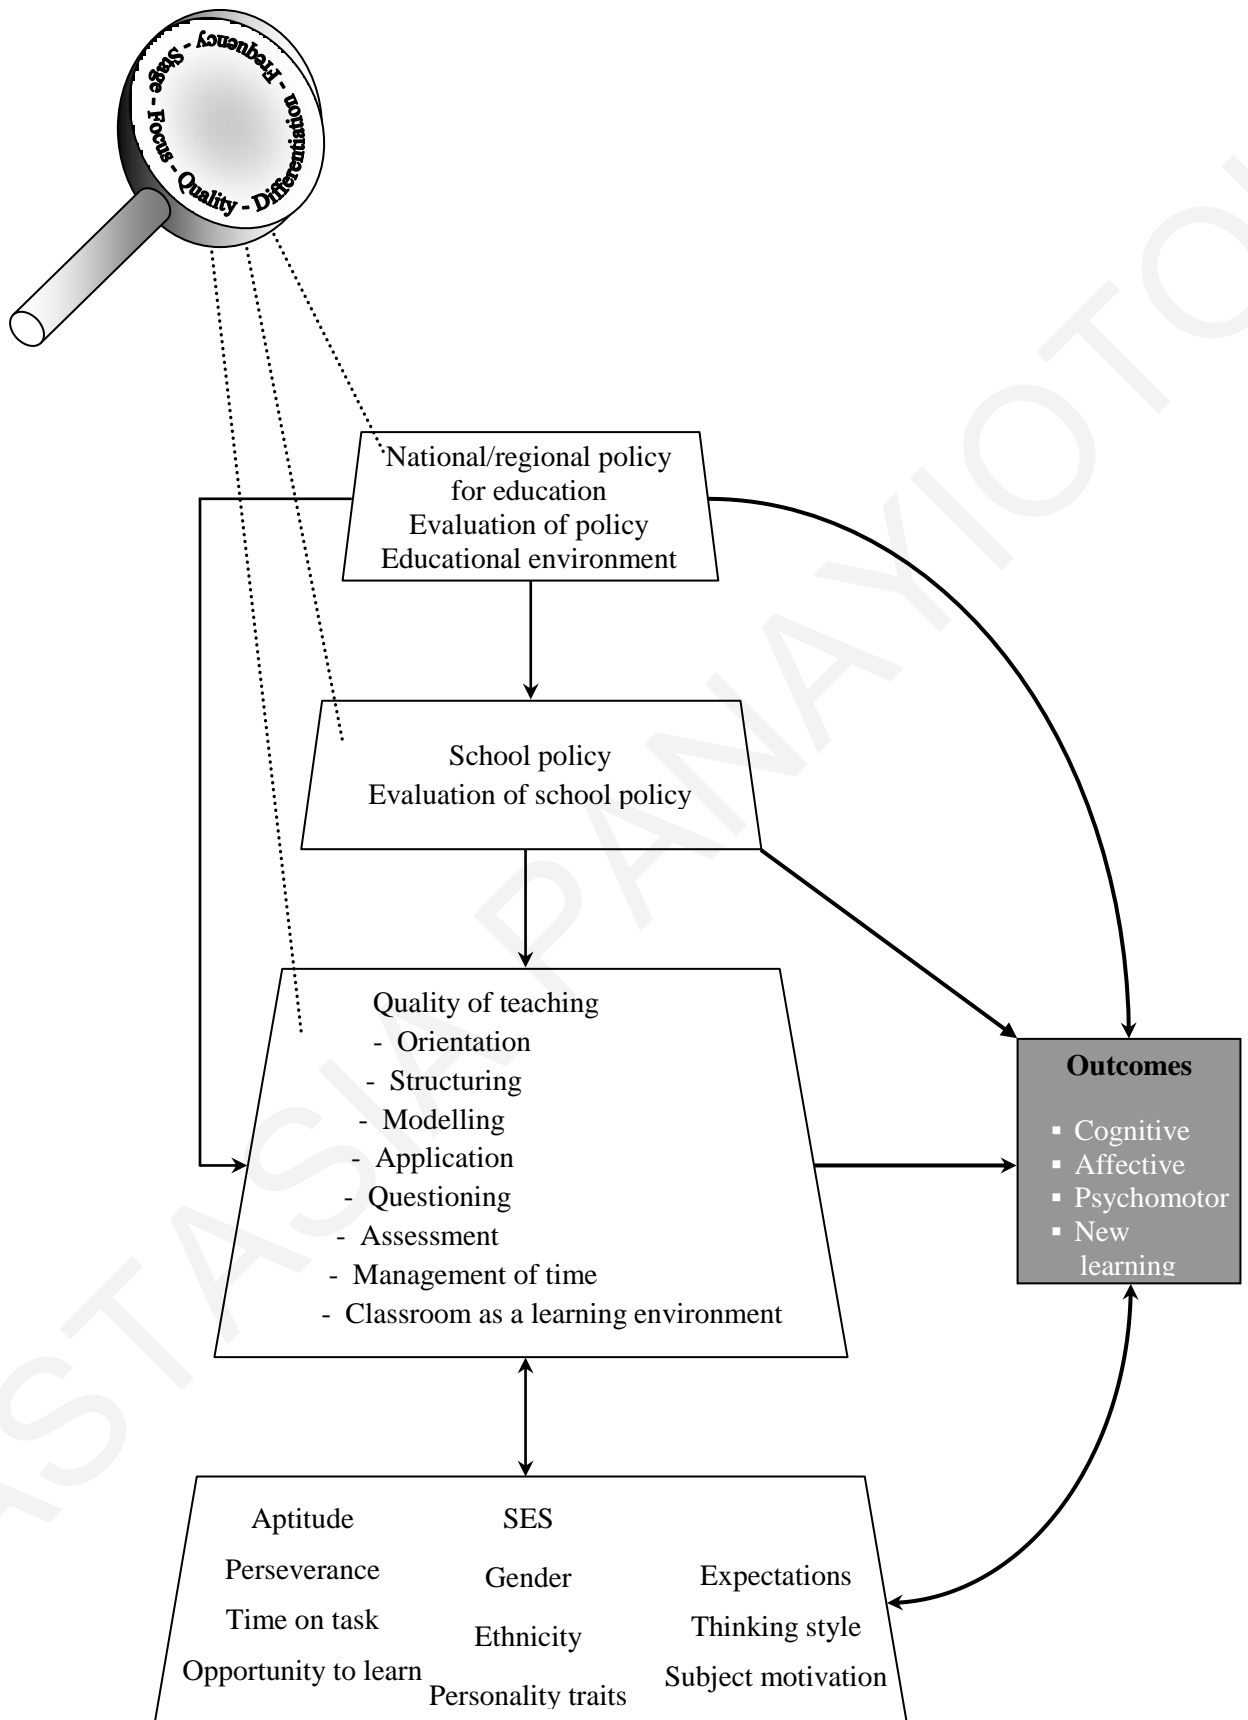 Frequency - Differentiation - Quality - Focus - Stage -
National/regional policy
for education
Evaluation of policy
Educational environment
School policy
Evaluation of school policy
Quality of teaching
- Orientation
- Structuring
- Modelling
- Application
- Questioning
- Assessment
- Management of time
- Classroom as a learning environment
Outcomes
▪ Cognitive
▪ Affective
▪ Psychomotor
▪ New
learning
Aptitude
Perseverance
Time on task
Opportunity to learn
SES
Gender
Ethnicity
Personality traits
Expectations
Thinking style
Subject motivation
ASTASIA PANAYIOTO